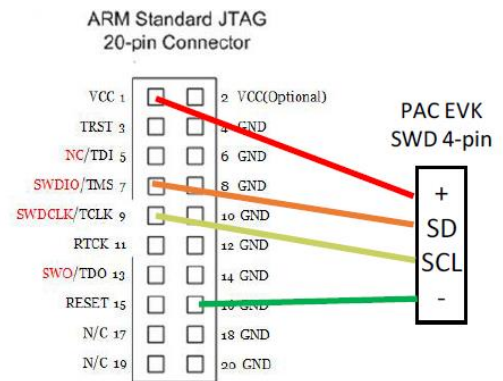 ARM Standard JTAG
20-pin Connector
VCC 1 2 VCC(Optional)
TRST 3 4 GND
NC/TDI 5 6 GND
SWDIO/TMS 7 8 GND
SWDCLK/TCLK 9 10 GND
RTCK 11 12 GND
SWO/TDO 13 14 GND
RESET 15 16 GND
N/C 17 18 GND
N/C 19 20 GND
PAC EVK
SWD 4-pin
+
SD
SCL
-